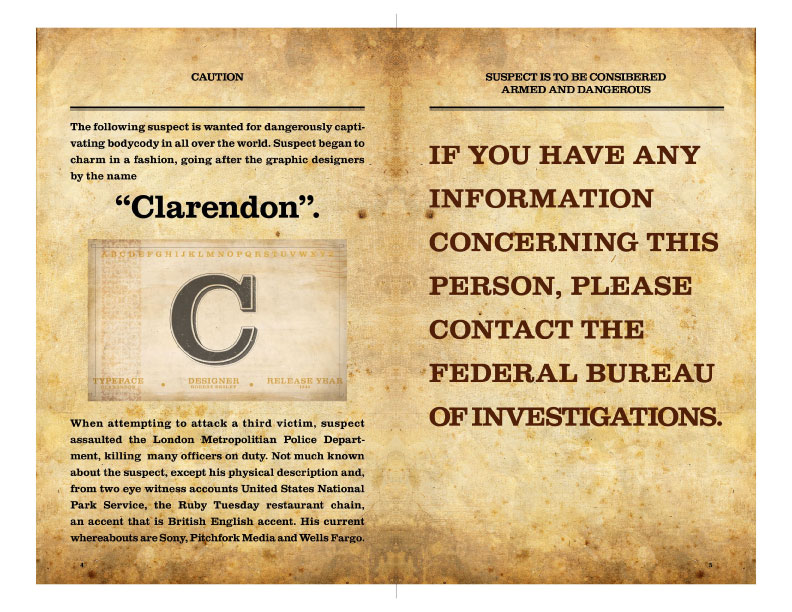 CAUTION
The following suspect is wanted for dangerously capti-
vating bodycody in all over the world. Suspect began to
charm in a fashion, going after the graphic designers
by the name
“Clarendon”.
ABCDEFGHIJKLMNOPQRSTUVWXYZ
C
TYPEFACE • DESIGNER • RELEASE YEAR
CLARENDON ROBERT BESLEY 1845
When attempting to attack a third victim, suspect
assaulted the London Metropolitian Police Depart-
ment, killing many officers on duty. Not much known
about the suspect, except his physical description and,
from two eye witness accounts United States National
Park Service, the Ruby Tuesday restaurant chain,
an accent that is British English accent. His current
whereabouts are Sony, Pitchfork Media and Wells Fargo.
4
SUSPECT IS TO BE CONSIBERED
ARMED AND DANGEROUS
IF YOU HAVE ANY
INFORMATION
CONCERNING THIS
PERSON, PLEASE
CONTACT THE
FEDERAL BUREAU
OF INVESTIGATIONS.
5